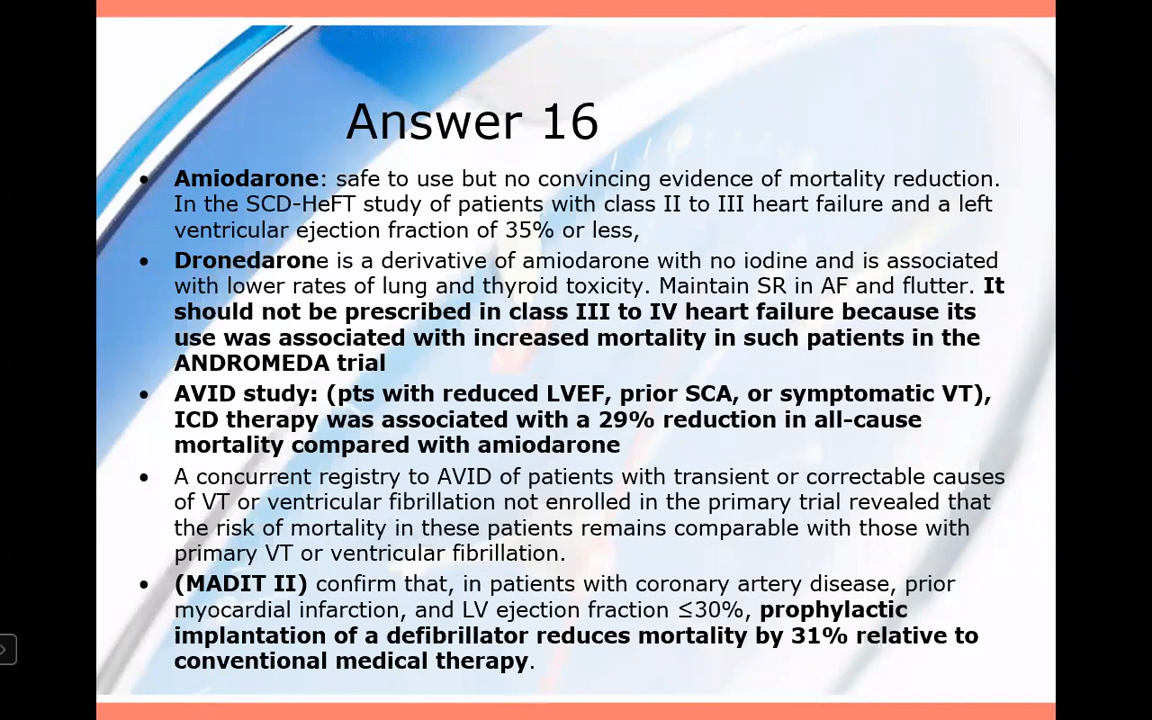 Answer 16
• Amiodarone: safe to use but no convincing evidence of mortality reduction.
In the SCD-HeFT study of patients with class II to III heart failure and a left
ventricular ejection fraction of 35% or less,
• Dronedarone is a derivative of amiodarone with no iodine and is associated
with lower rates of lung and thyroid toxicity. Maintain SR in AF and flutter. It
should not be prescribed in class III to IV heart failure because its
use was associated with increased mortality in such patients in the
ANDROMEDA trial
• AVID study: (pts with reduced LVEF, prior SCA, or symptomatic VT),
ICD therapy was associated with a 29% reduction in all-cause
mortality compared with amiodarone
• A concurrent registry to AVID of patients with transient or correctable causes
of VT or ventricular fibrillation not enrolled in the primary trial revealed that
the risk of mortality in these patients remains comparable with those with
primary VT or ventricular fibrillation.
• (MADIT II) confirm that, in patients with coronary artery disease, prior
myocardial infarction, and LV ejection fraction ≤30%, prophylactic
implantation of a defibrillator reduces mortality by 31% relative to
conventional medical therapy.